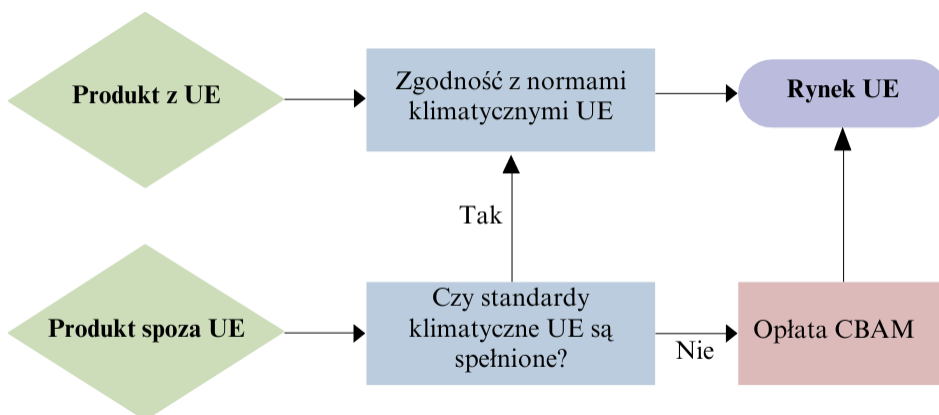 Produkt z UE
Zgodność z normami
klimatycznymi UE
Rynek UE
Tak
Produkt spoza UE
Czy standardy
klimatyczne UE są
spełnione?
Nie
Opłata CBAM